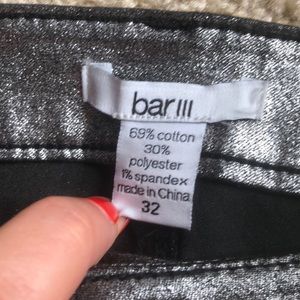 bar III
69% cotton
30%
polyester
1% spandex
made in China
32